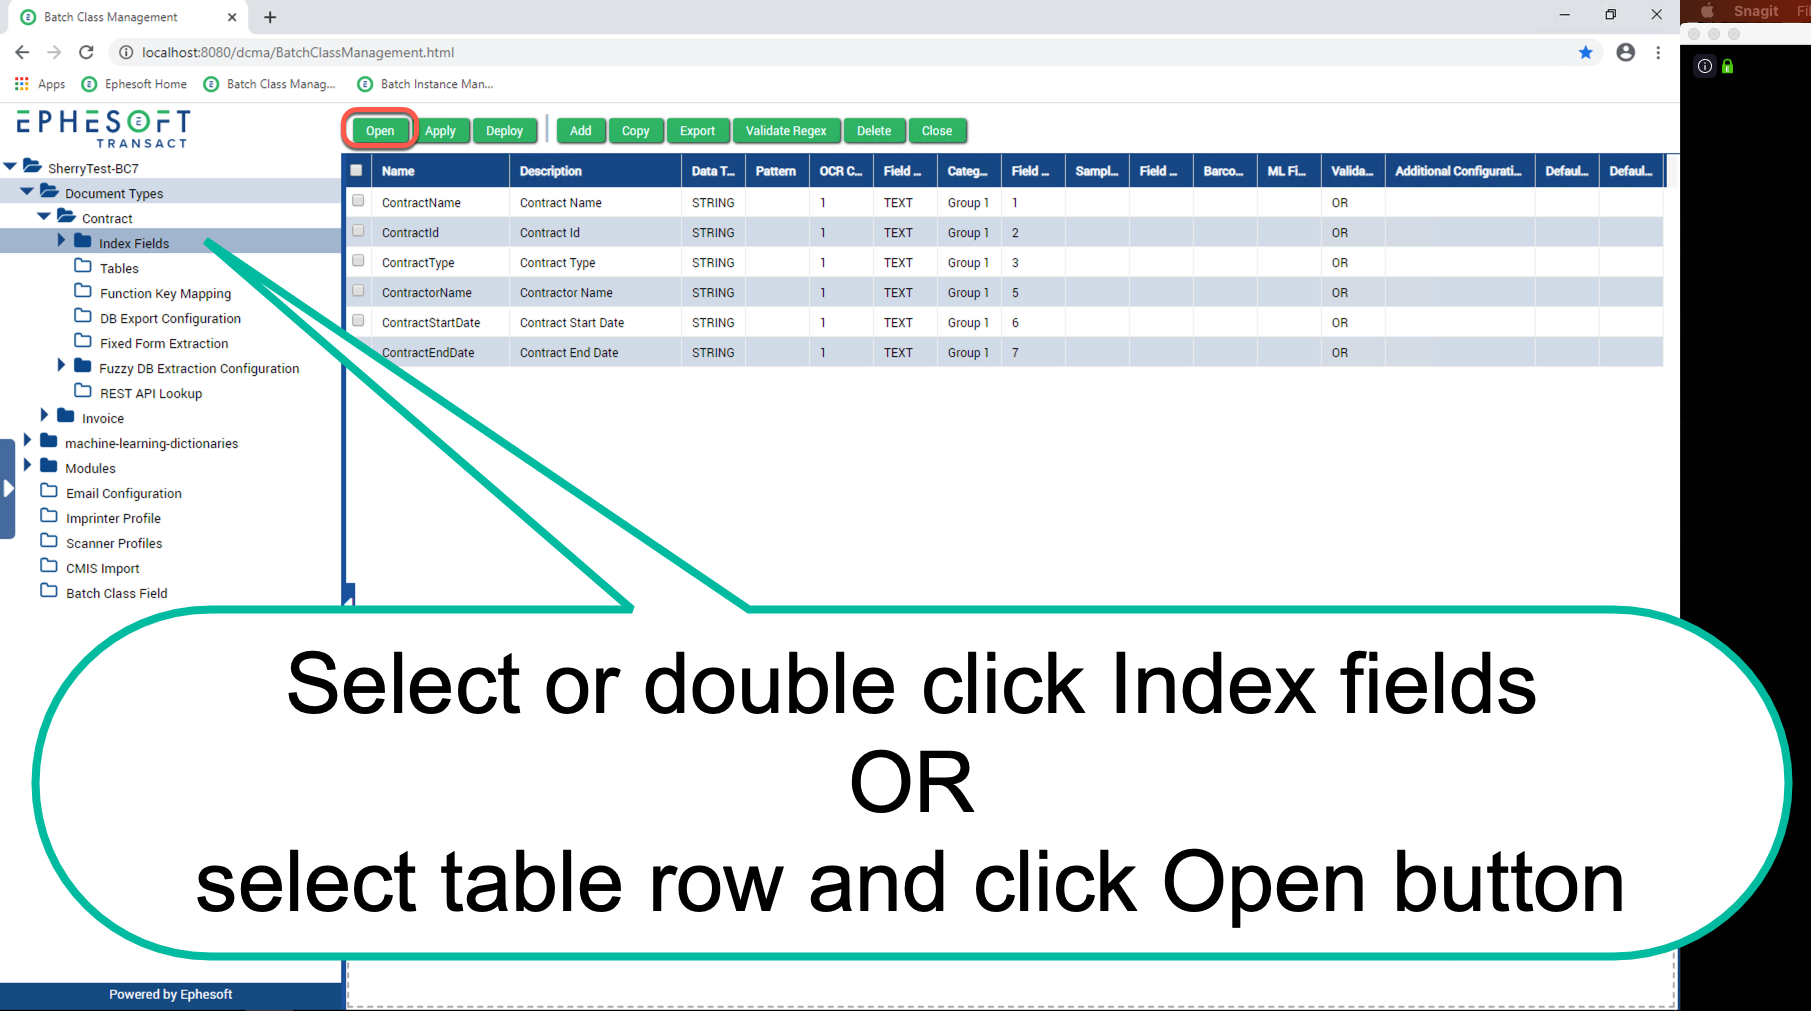 Batch Class Management
Snagit Fil
localhost:8080/dcma/BatchClassManagement.html
Apps Ephesoft Home Batch Class Manag... Batch Instance Man...
EPHESOFT
TRANSACT
Open Apply Deploy Add Copy Export Validate Regex Delete Close
SherryTest-BC7
Document Types
Contract
Index Fields
Tables
Function Key Mapping
DB Export Configuration
Fixed Form Extraction
Fuzzy DB Extraction Configuration
REST API Lookup
Invoice
machine-learning-dictionaries
Modules
Email Configuration
Imprinter Profile
Scanner Profiles
CMIS Import
Batch Class Field
Name Description Data T... Pattern OCR C... Field ... Categ... Field ... Sampl... Field ... Barco... ML Fi... Valida... Additional Configurati... Defaul... Defaul...
ContractName Contract Name STRING 1 TEXT Group 1 1 OR
ContractId Contract Id STRING 1 TEXT Group 1 2 OR
ContractType Contract Type STRING 1 TEXT Group 1 3 OR
ContractorName Contractor Name STRING 1 TEXT Group 1 5 OR
ContractStartDate Contract Start Date STRING 1 TEXT Group 1 6 OR
ContractEndDate Contract End Date STRING 1 TEXT Group 1 7 OR
Select or double click Index fields
OR
select table row and click Open button
Powered by Ephesoft